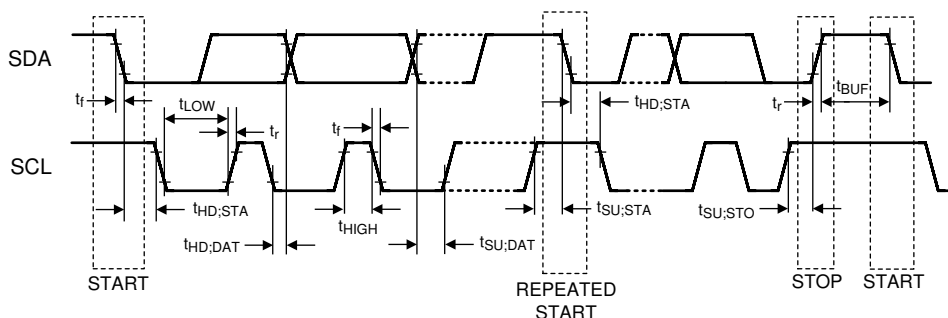 SDA
t_f
t_LOW
t_r
t_f
t_HD;STA
t_r
t_BUF
SCL
t_HD;STA
t_HD;DAT
t_HIGH
t_SU;DAT
t_SU;STA
t_SU;STO
START
REPEATED
START
STOP
START